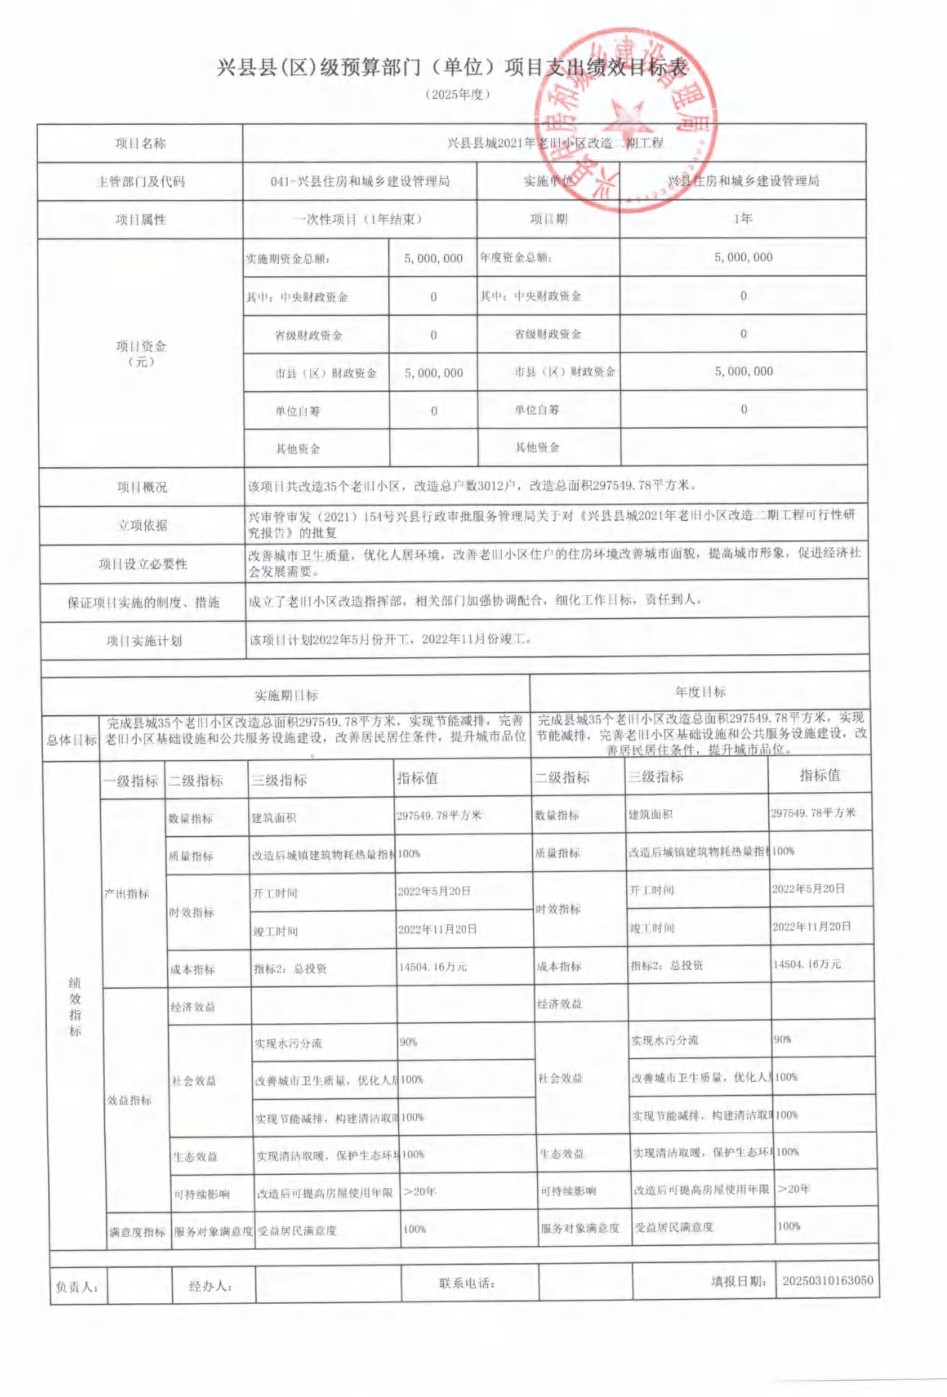 兴县县(区)级预算部门（单位）项目支出绩效目标表
（2025年度）
项目名称 兴县县城2021年老旧小区改造二期工程
主管部门及代码 041-兴县住房和城乡建设管理局 实施单位 兴县住房和城乡建设管理局
项目属性 一次性项目（1年结束） 项目期 1年
项目资金
（元）
实施期资金总额： 5,000,000 年度资金总额： 5,000,000
其中：中央财政资金 0 其中：中央财政资金 0
省级财政资金 0 省级财政资金 0
市县（区）财政资金 5,000,000 市县（区）财政资金 5,000,000
单位自筹 0 单位自筹 0
其他资金 其他资金
项目概况 该项目共改造35个老旧小区，改造总户数3012户，改造总面积297549.78平方米。
立项依据 兴审管审发（2021）154号兴县行政审批服务管理局关于对《兴县县城2021年老旧小区改造二期工程可行性研
究报告》的批复
项目设立必要性 改善城市卫生质量，优化人居环境，改善老旧小区住户的住房环境改善城市面貌，提高城市形象，促进经济社
会发展需要。
保证项目实施的制度、措施 成立了老旧小区改造指挥部，相关部门加强协调配合，细化工作目标，责任到人。
项目实施计划 该项目计划2022年5月份开工，2022年11月份竣工。
实施期目标 年度目标
总体目标
完成县城35个老旧小区改造总面积297549.78平方米，实现节能减排，完善
老旧小区基础设施和公共服务设施建设，改善居民居住条件，提升城市品位
。
完成县城35个老旧小区改造总面积297549.78平方米，实现
节能减排，完善老旧小区基础设施和公共服务设施建设，改
善居民居住条件，提升城市品位。
绩效指标
一级指标 二级指标 三级指标 指标值 二级指标 三级指标 指标值
产出指标
数量指标 建筑面积 297549.78平方米 数量指标 建筑面积 297549.78平方米
质量指标 改造后城镇建筑物耗热量指标 100% 质量指标 改造后城镇建筑物耗热量指标 100%
时效指标 开工时间 2022年5月20日 时效指标 开工时间 2022年5月20日
竣工时间 2022年11月20日 竣工时间 2022年11月20日
成本指标 指标2：总投资 14504.16万元 成本指标 指标2：总投资 14504.16万元
效益指标
经济效益 经济效益
社会效益 实现水污分流 90% 社会效益 实现水污分流 90%
改善城市卫生质量，优化人居 100% 改善城市卫生质量，优化人 100%
实现节能减排，构建清洁取暖 100% 实现节能减排，构建清洁取暖 100%
生态效益 实现清洁取暖，保护生态环境 100% 生态效益 实现清洁取暖，保护生态环境 100%
可持续影响 改造后可提高房屋使用年限 >20年 可持续影响 改造后可提高房屋使用年限 >20年
满意度指标 服务对象满意度 受益居民满意度 100% 服务对象满意度 受益居民满意度 100%
负责人： 经办人： 联系电话： 填报日期： 20250310163050
兴县住房和城乡建设管理局